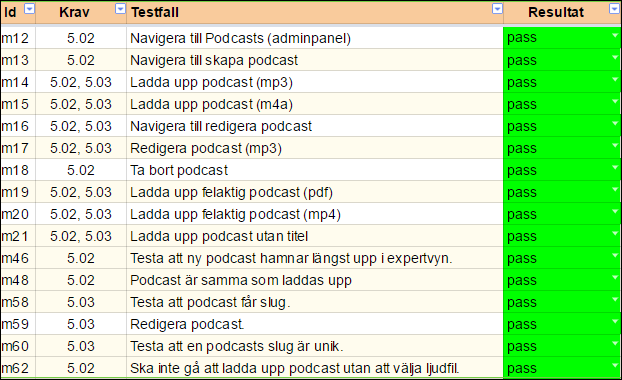 Id Krav Testfall Resultat
m12 5.02 Navigera till Podcasts (adminpanel) pass
m13 5.02 Navigera till skapa podcast pass
m14 5.02, 5.03 Ladda upp podcast (mp3) pass
m15 5.02, 5.03 Ladda upp podcast (m4a) pass
m16 5.02, 5.03 Navigera till redigera podcast pass
m17 5.02, 5.03 Redigera podcast (mp3) pass
m18 5.02 Ta bort podcast pass
m19 5.02, 5.03 Ladda upp felaktig podcast (pdf) pass
m20 5.02, 5.03 Ladda upp felaktig podcast (mp4) pass
m21 5.02, 5.03 Ladda upp podcast utan titel pass
m46 5.02 Testa att ny podcast hamnar längst upp i expertvyn. pass
m48 5.02 Podcast är samma som laddas upp pass
m58 5.03 Testa att podcast får slug. pass
m59 5.03 Redigera podcast. pass
m60 5.03 Testa att en podcasts slug är unik. pass
m62 5.02 Ska inte gå att ladda upp podcast utan att välja ljudfil. pass